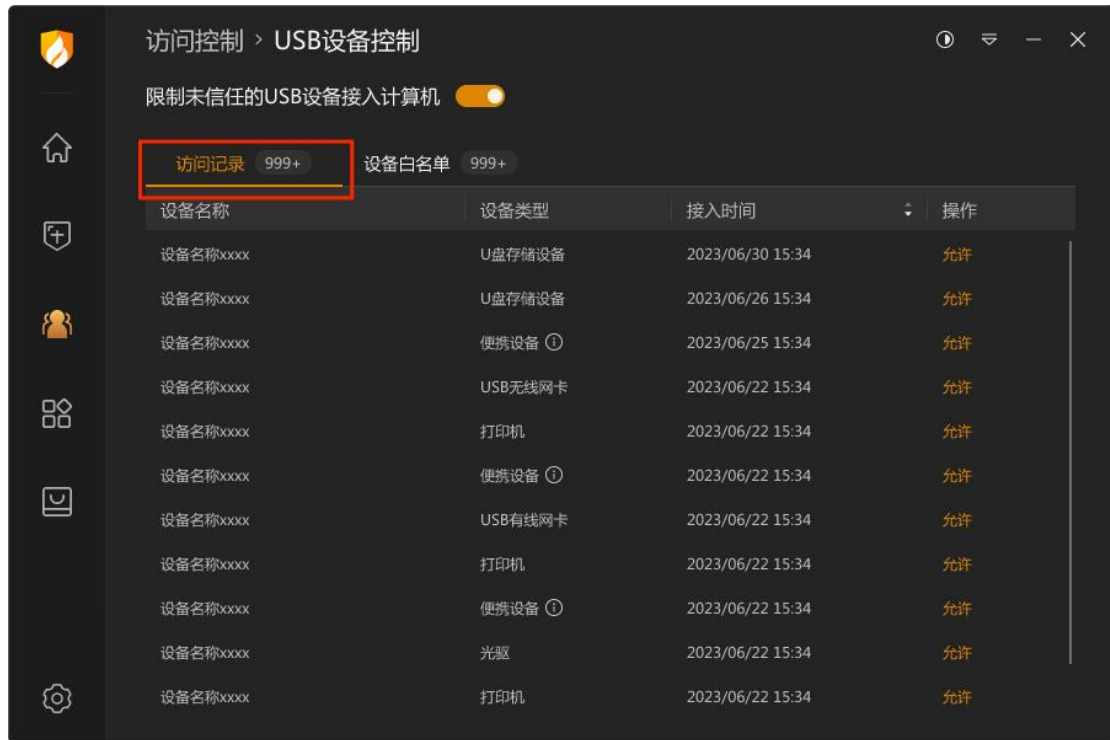 访问控制 > USB设备控制
限制未信任的USB设备接入计算机
访问记录 999+ 设备白名单 999+
设备名称 设备类型 接入时间 操作
设备名称xxxx U盘存储设备 2023/06/30 15:34 允许
设备名称xxxx U盘存储设备 2023/06/26 15:34 允许
设备名称xxxx 便携设备 2023/06/25 15:34 允许
设备名称xxxx USB无线网卡 2023/06/22 15:34 允许
设备名称xxxx 打印机 2023/06/22 15:34 允许
设备名称xxxx 便携设备 2023/06/22 15:34 允许
设备名称xxxx USB有线网卡 2023/06/22 15:34 允许
设备名称xxxx 打印机 2023/06/22 15:34 允许
设备名称xxxx 便携设备 2023/06/22 15:34 允许
设备名称xxxx 光驱 2023/06/22 15:34 允许
设备名称xxxx 打印机 2023/06/22 15:34 允许